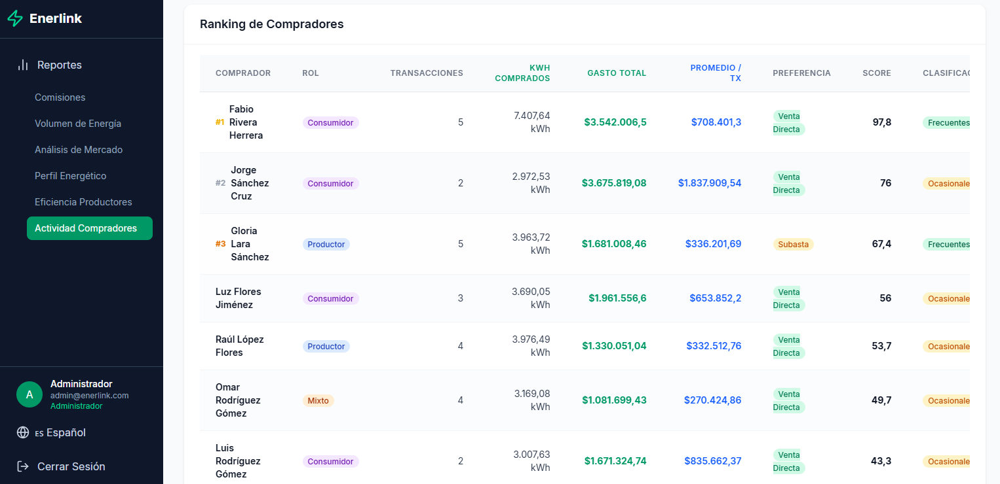 Enerlink
Reportes
Comisiones
Volumen de Energía
Análisis de Mercado
Perfil Energético
Eficiencia Productores
Actividad Compradores
A
Administrador
admin@enerlink.com
Administrador
ES Español
Cerrar Sesión
Ranking de Compradores
COMPRADOR ROL TRANSACCIONES KWH COMPRADOS GASTO TOTAL PROMEDIO / TX PREFERENCIA SCORE CLASIFICAC
#1 Fabio Rivera Herrera Consumidor 5 7.407,64 kWh $3.542.006,5 $708.401,3 Venta Directa 97,8 Frecuentes
#2 Jorge Sánchez Cruz Consumidor 2 2.972,53 kWh $3.675.819,08 $1.837.909,54 Venta Directa 76 Ocasionale
#3 Gloria Lara Sánchez Productor 5 3.963,72 kWh $1.681.008,46 $336.201,69 Subasta 67,4 Frecuentes
Luz Flores Jiménez Consumidor 3 3.690,05 kWh $1.961.556,6 $653.852,2 Venta Directa 56 Ocasionale
Raúl López Flores Productor 4 3.976,49 kWh $1.330.051,04 $332.512,76 Venta Directa 53,7 Ocasionale
Omar Rodríguez Gómez Mixto 4 3.169,08 kWh $1.081.699,43 $270.424,86 Venta Directa 49,7 Ocasionale
Luis Rodríguez Gómez Consumidor 2 3.007,63 kWh $1.671.324,74 $835.662,37 Venta Directa 43,3 Ocasionale